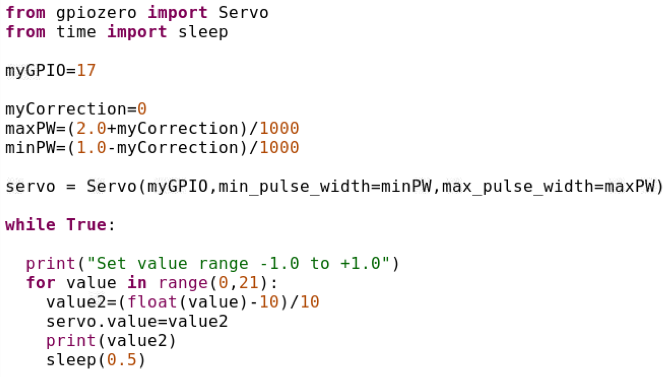 from gpiozero import Servo
from time import sleep

myGPIO=17

myCorrection=0
maxPW=(2.0+myCorrection)/1000
minPW=(1.0-myCorrection)/1000

servo = Servo(myGPIO,min_pulse_width=minPW,max_pulse_width=maxPW)

while True:

  print("Set value range -1.0 to +1.0")
  for value in range(0,21):
    value2=(float(value)-10)/10
    servo.value=value2
    print(value2)
    sleep(0.5)